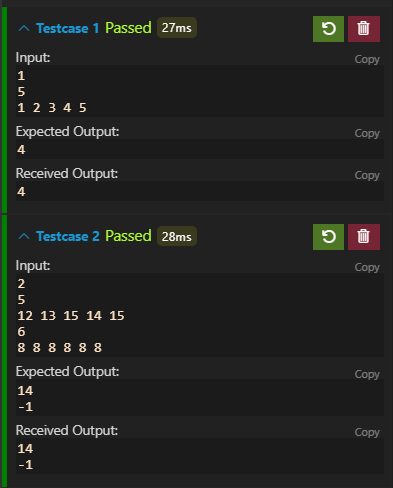 Testcase 1 Passed 27ms
Input:
Copy
1
5
1 2 3 4 5
Expected Output:
Copy
4
Received Output:
Copy
4
Testcase 2 Passed 28ms
Input:
Copy
2
5
12 13 15 14 15
6
8 8 8 8 8 8
Expected Output:
Copy
14
-1
Received Output:
Copy
14
-1